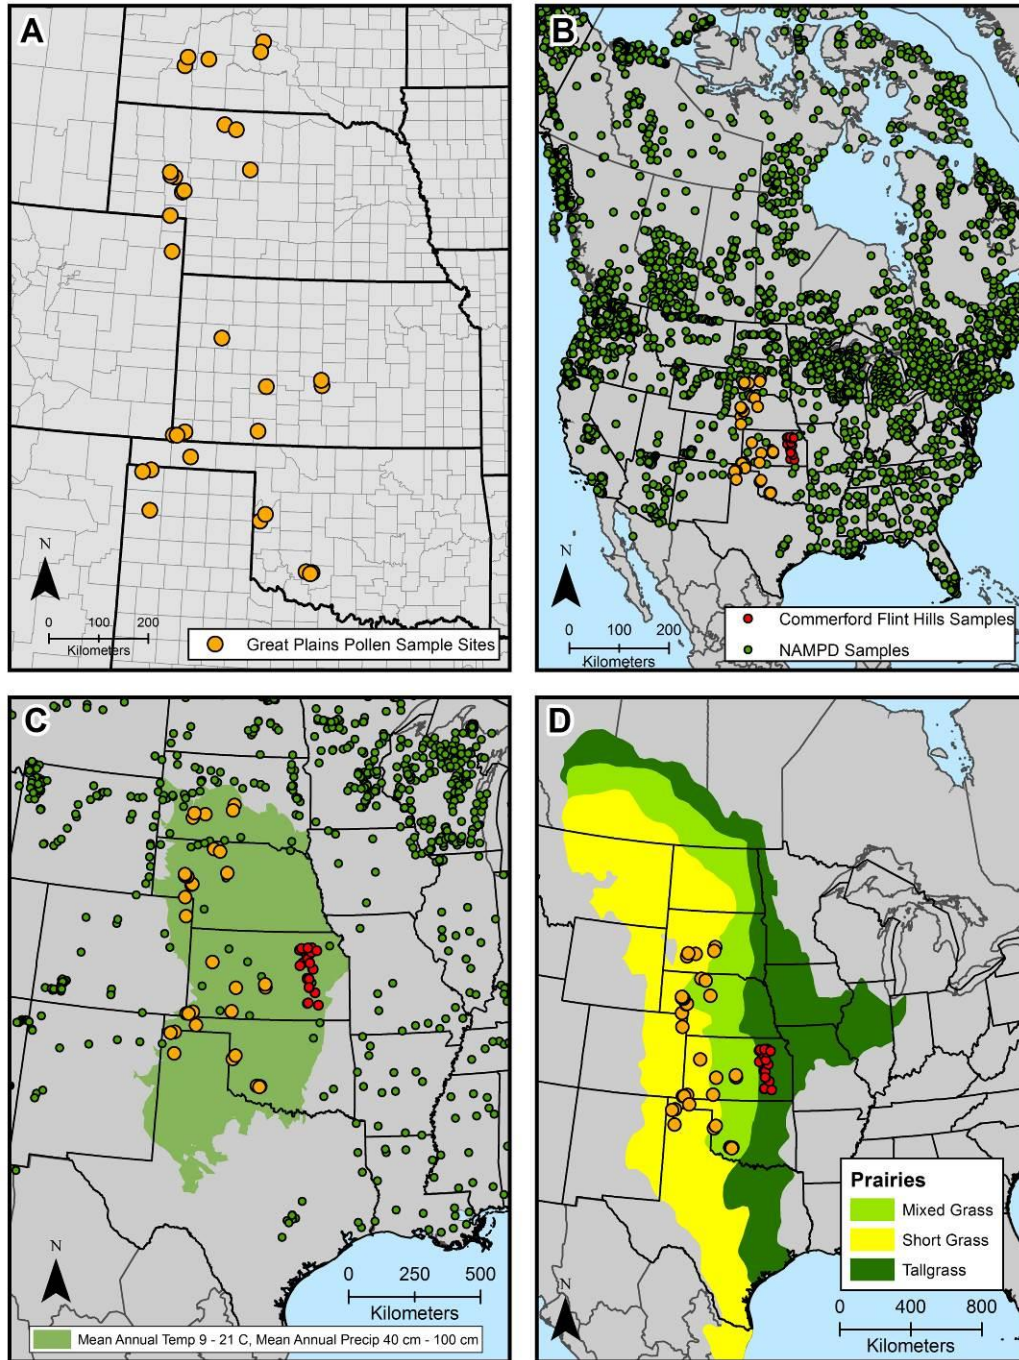 A
N
0 100 200
Kilometers
Great Plains Pollen Sample Sites
B
N
0 100 200
Kilometers
Commerford Flint Hills Samples
NAMPD Samples
C
N
0 250 500
Kilometers
Mean Annual Temp 9 - 21 C, Mean Annual Precip 40 cm - 100 cm
D
N
Prairies
Mixed Grass
Short Grass
Tallgrass
0 400 800
Kilometers